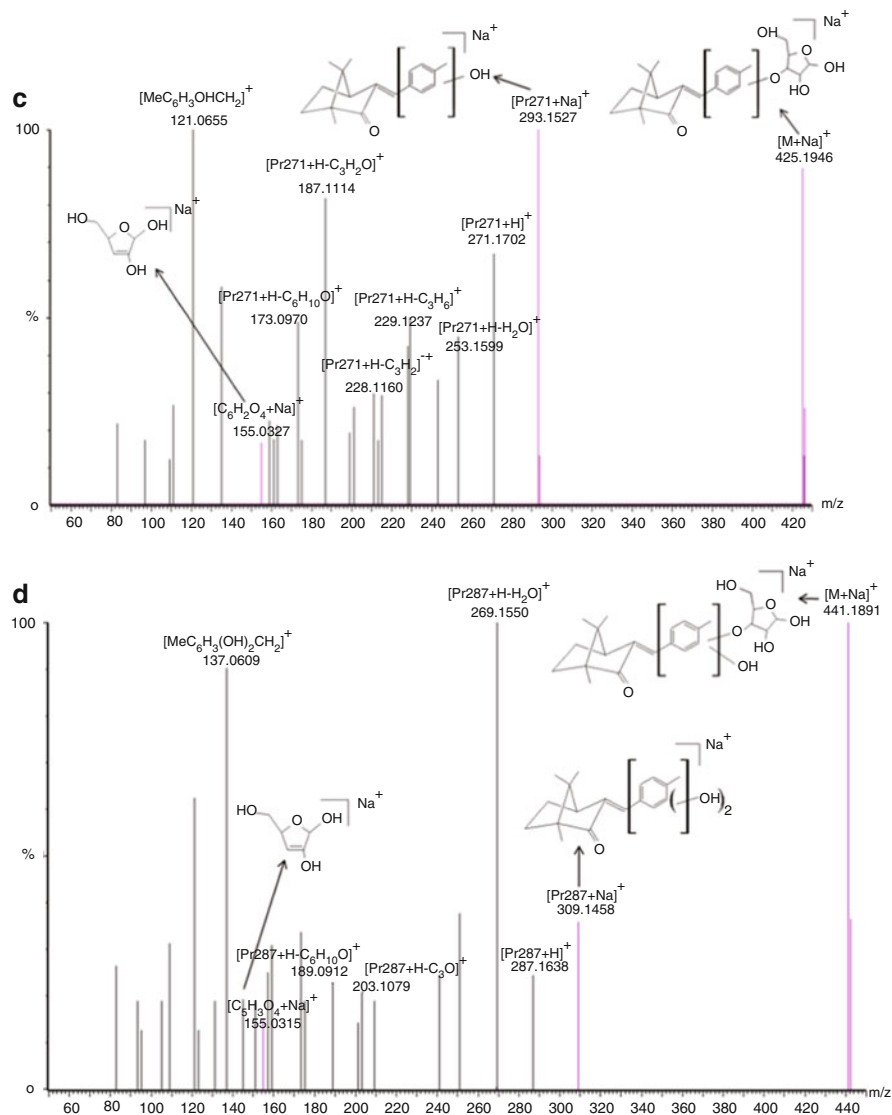 c
Na+
OH
O
Na+
OH
O
OH
HO
O
O
[MeC6H3OHCH2]+
121.0655
[Pr271+Na]+
293.1527
[M+Na]+
425.1946
100
[Pr271+H-C3H2O]+
187.1114
HO
O
OH
OH
Na+
[Pr271+H]+
271.1702
[Pr271+H-C6H10O]+
173.0970
[Pr271+H-C3H6]+
229.1237
%
[Pr271+H-H2O]+
253.1599
[Pr271+H-C3H2]-+
228.1160
[C6H2O4+Na]+
155.0327
0
m/z
60 80 100 120 140 160 180 200 220 240 260 280 300 320 340 360 380 400 420
d
Na+
HO
O
OH
O
HO
OH
O
[M+Na]+
441.1891
[Pr287+H-H2O]+
269.1550
100
[MeC6H3(OH)2CH2]+
137.0609
Na+
(OH)2
O
HO
O
OH
OH
Na+
%
[Pr287+Na]+
309.1458
[Pr287+H-C6H10O]+
189.0912
[Pr287+H-C3O]+
203.1079
[Pr287+H]+
287.1638
[C5H3O4+Na]+
155.0315
0
m/z
60 80 100 120 140 160 180 200 220 240 260 280 300 320 340 360 380 400 420 440